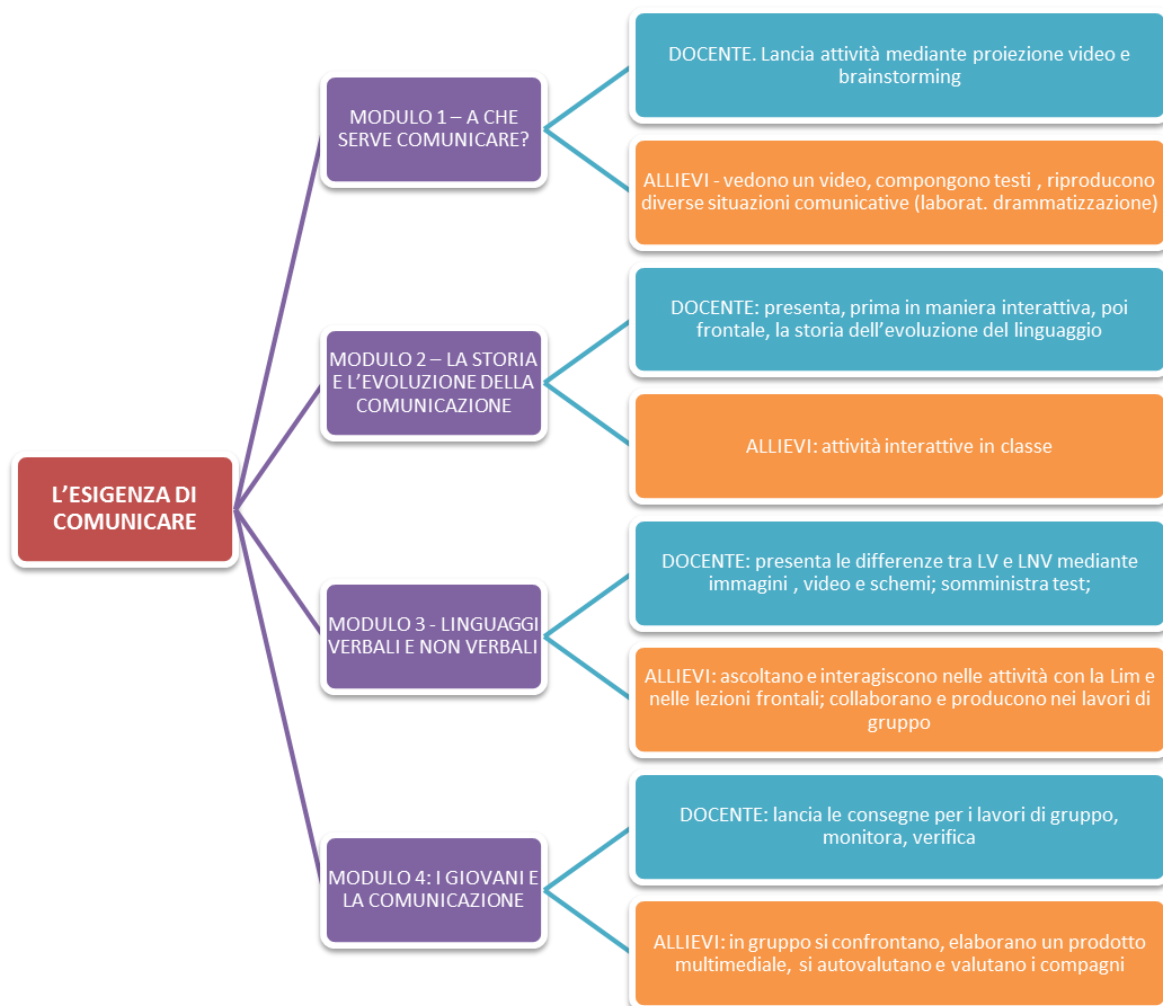 L'ESIGENZA DI
COMUNICARE
MODULO 1 – A CHE
SERVE COMUNICARE?
DOCENTE. Lancia attività mediante proiezione video e
brainstorming
ALLIEVI - vedono un video, compongono testi , riproducono
diverse situazioni comunicative (laborat. drammatizzazione)
MODULO 2 – LA STORIA
E L'EVOLUZIONE DELLA
COMUNICAZIONE
DOCENTE: presenta, prima in maniera interattiva, poi
frontale, la storia dell'evoluzione del linguaggio
ALLIEVI: attività interattive in classe
MODULO 3 - LINGUAGGI
VERBALI E NON VERBALI
DOCENTE: presenta le differenze tra LV e LNV mediante
immagini , video e schemi; somministra test;
ALLIEVI: ascoltano e interagiscono nelle attività con la Lim e
nelle lezioni frontali; collaborano e producono nei lavori di
gruppo
MODULO 4: I GIOVANI E
LA COMUNICAZIONE
DOCENTE: lancia le consegne per i lavori di gruppo,
monitora, verifica
ALLIEVI: in gruppo si confrontano, elaborano un prodotto
multimediale, si autovalutano e valutano i compagni